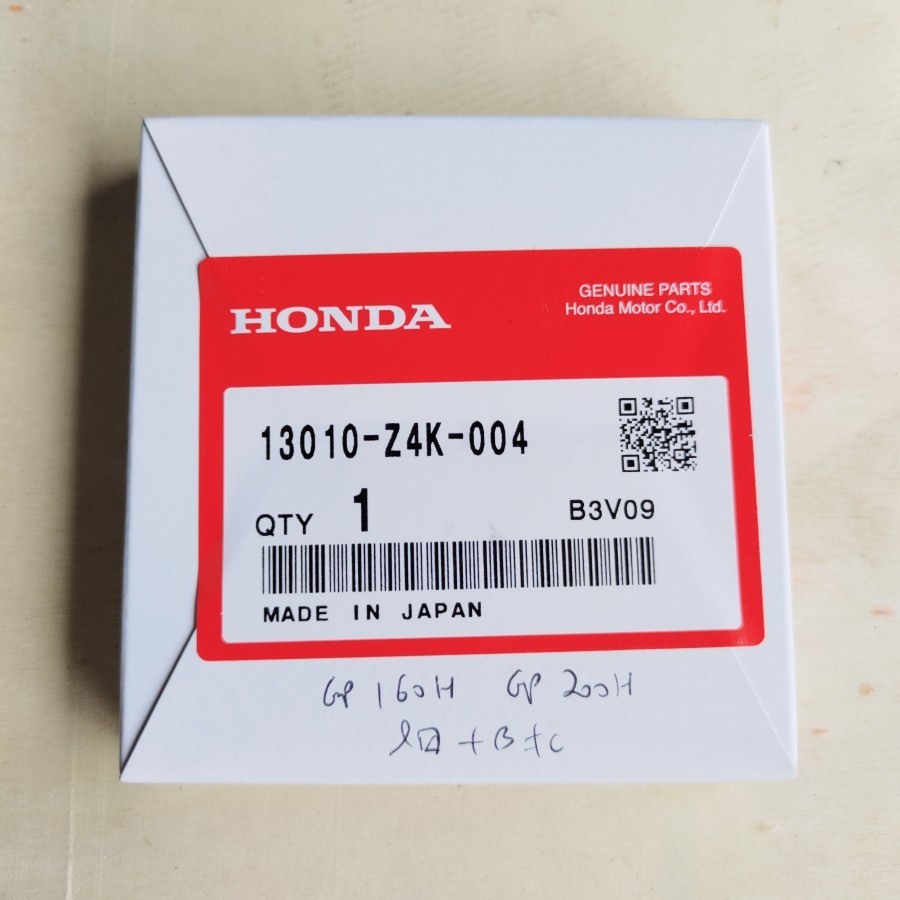 HONDA
GENUINE PARTS
Honda Motor Co., Ltd.
13010-Z4K-004
QTY 1
B3V09
MADE IN JAPAN
GP 160H GP 200H
+B+C